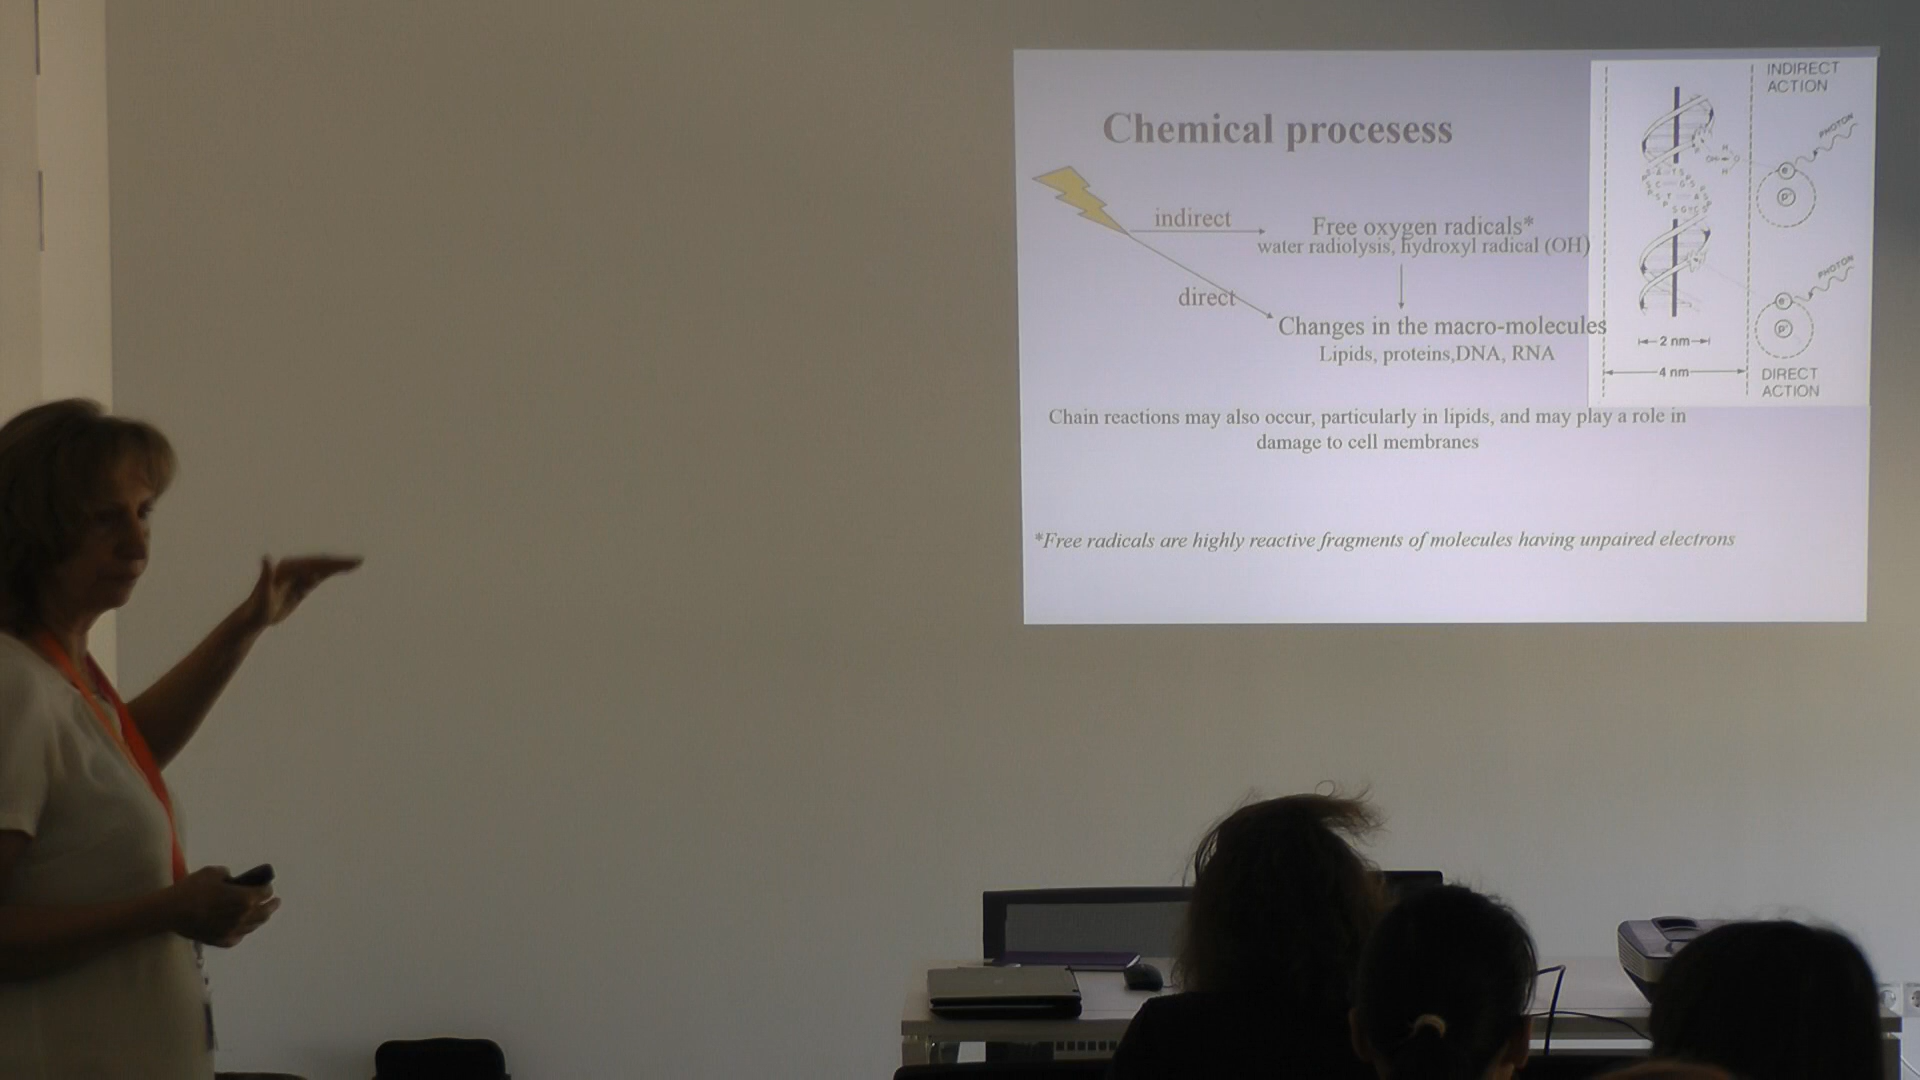 Chemical procesess
indirect
Free oxygen radicals*
water radiolysis, hydroxyl radical (OH)
direct
Changes in the macro-molecules
Lipids, proteins,DNA, RNA
Chain reactions may also occur, particularly in lipids, and may play a role in
damage to cell membranes
*Free radicals are highly reactive fragments of molecules having unpaired electrons
INDIRECT
ACTION
PHOTON
PHOTON
2 nm
4 nm
DIRECT
ACTION